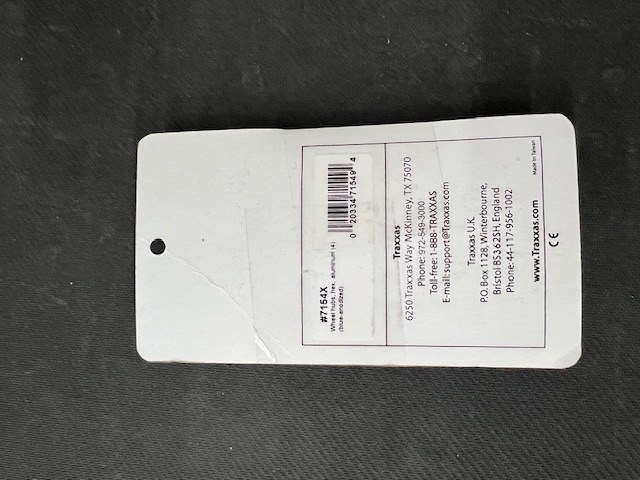 #7154X
Wheel hubs, hex, aluminum (4)
(blue-anodized)
0 20334 71549 4
Traxxas
6250 Traxxas Way McKinney, TX 75070
Phone: 972-549-3000
Toll-free: 1-888-TRAXXAS
E-mail: support@Traxxas.com
Traxxas U.K.
P.O. Box 1128, Winterbourne,
Bristol BS362SH, England
Phone: 44-117-956-1002
www.Traxxas.com
CE
Made In Taiwan